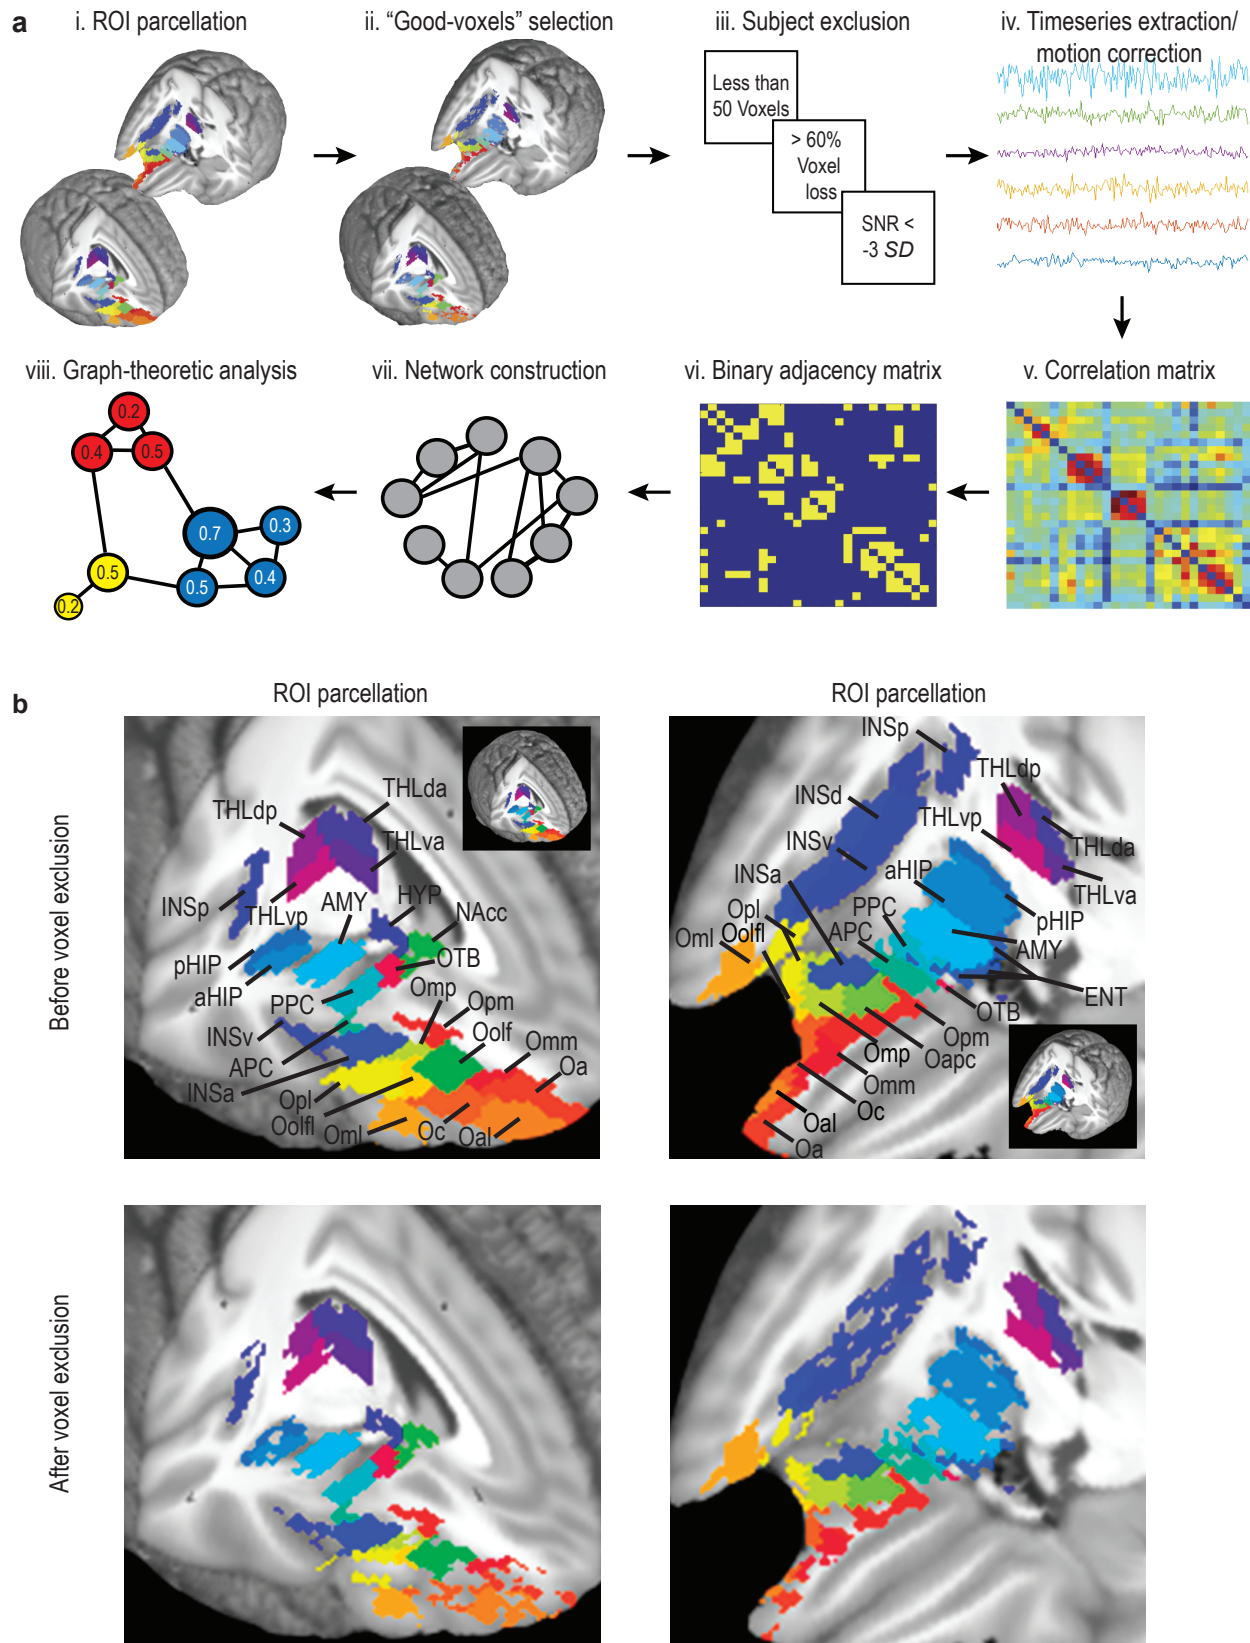 a
i. ROI parcellation
ii. “Good-voxels” selection
iii. Subject exclusion
iv. Timeseries extraction/
motion correction
Less than
50 Voxels
> 60%
Voxel
loss
SNR <
-3 SD
viii. Graph-theoretic analysis
vii. Network construction
vi. Binary adjacency matrix
v. Correlation matrix
0.2
0.4
0.5
0.7
0.3
0.5
0.5
0.4
0.2
b
ROI parcellation
ROI parcellation
Before voxel exclusion
THLda
THLdp
THLva
INSp
THLvp
AMY
HYP
NAcc
pHIP
OTB
aHIP
PPC
Omp
Opm
INSv
Oolf
APC
Omm
INSa
Oa
Opl
Oolfl
Oml
Oc
Oal
INSp
THLdp
INSd
THLvp
INSv
THLda
INSa
aHIP
THLva
Opl
PPC
pHIP
Oml
Oolfl
APC
AMY
ENT
OTB
Opm
Omp
Oapc
Omm
Oc
Oal
Oa
After voxel exclusion